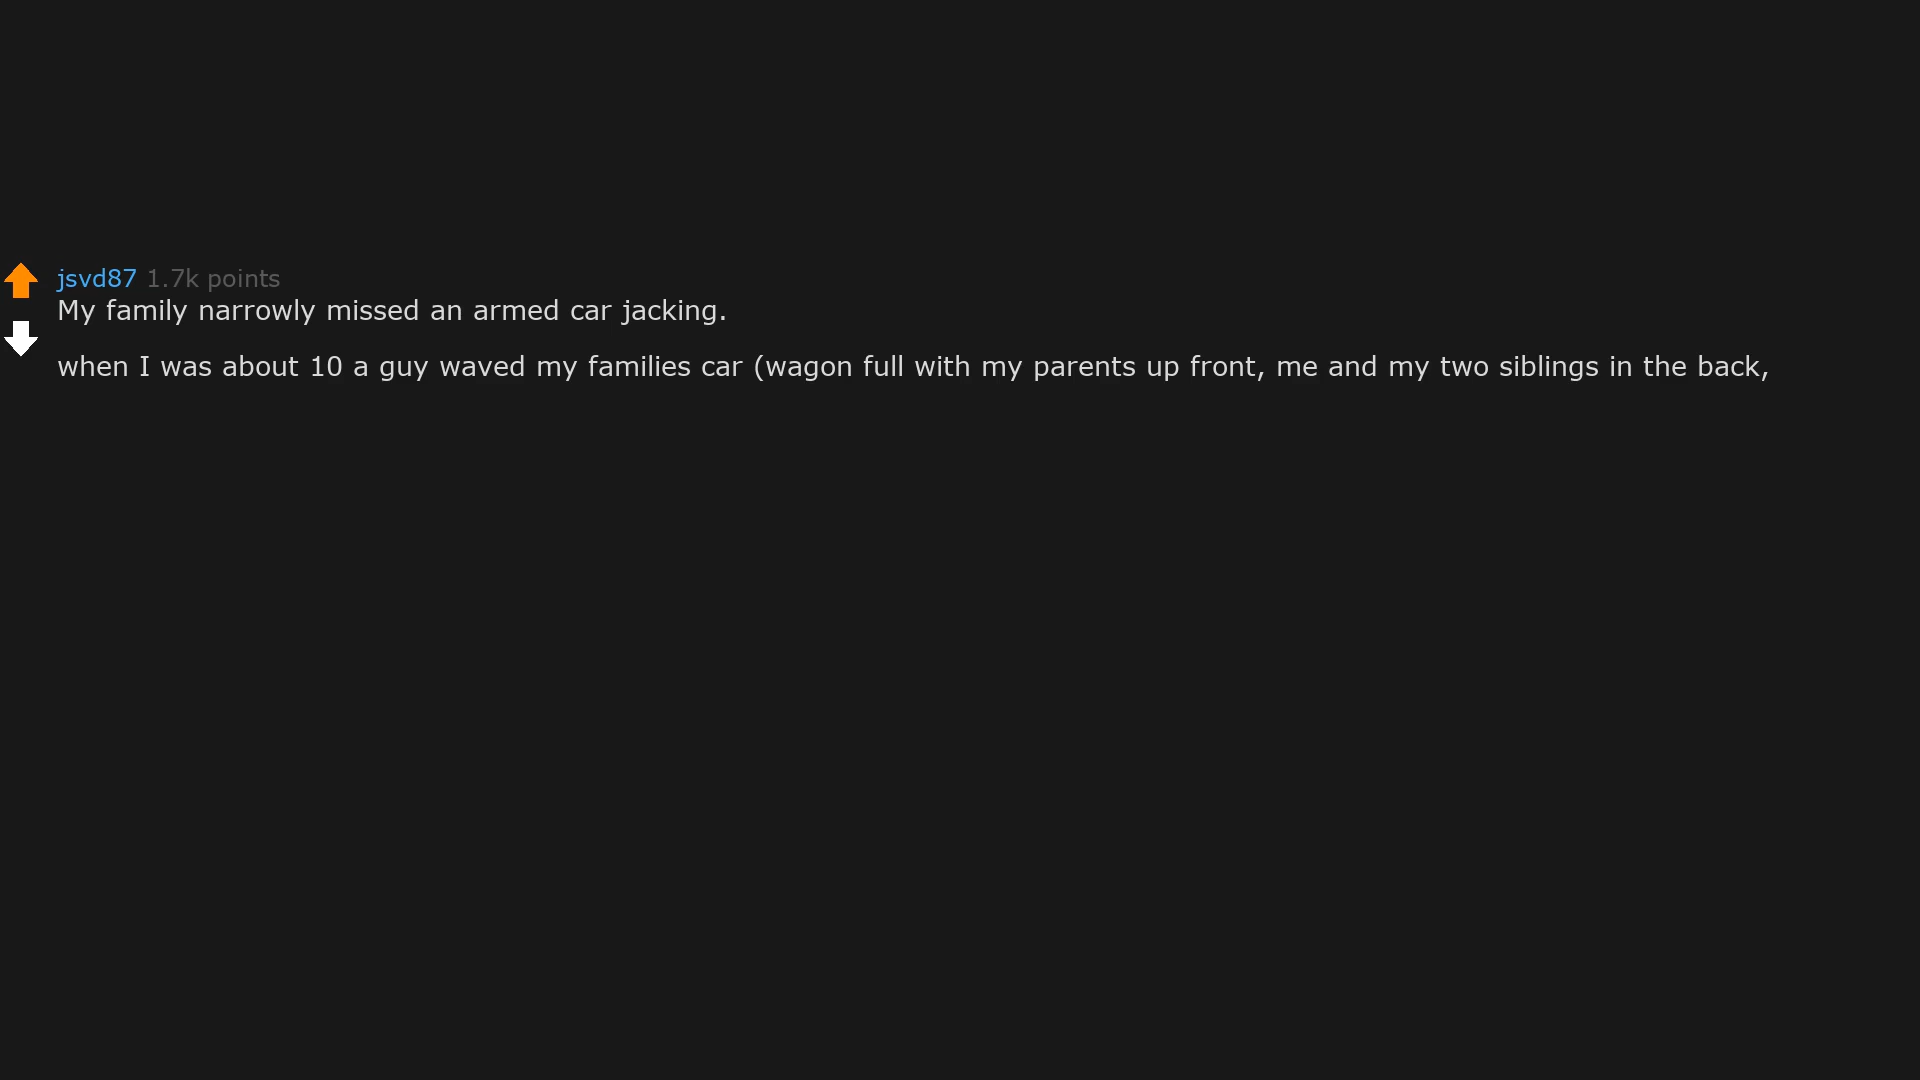 jsvd87 1.7k points
My family narrowly missed an armed car jacking.
when I was about 10 a guy waved my families car (wagon full with my parents up front, me and my two siblings in the back,